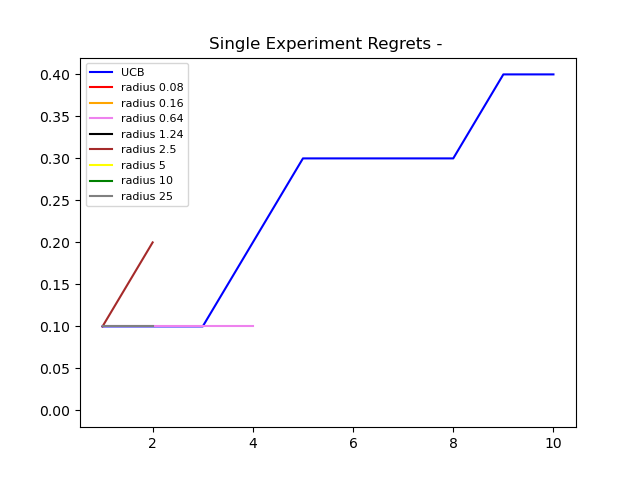 Single Experiment Regrets -
0.40
0.35
0.30
0.25
0.20
0.15
0.10
0.05
0.00
UCB
radius 0.08
radius 0.16
radius 0.64
radius 1.24
radius 2.5
radius 5
radius 10
radius 25
2 4 6 8 10